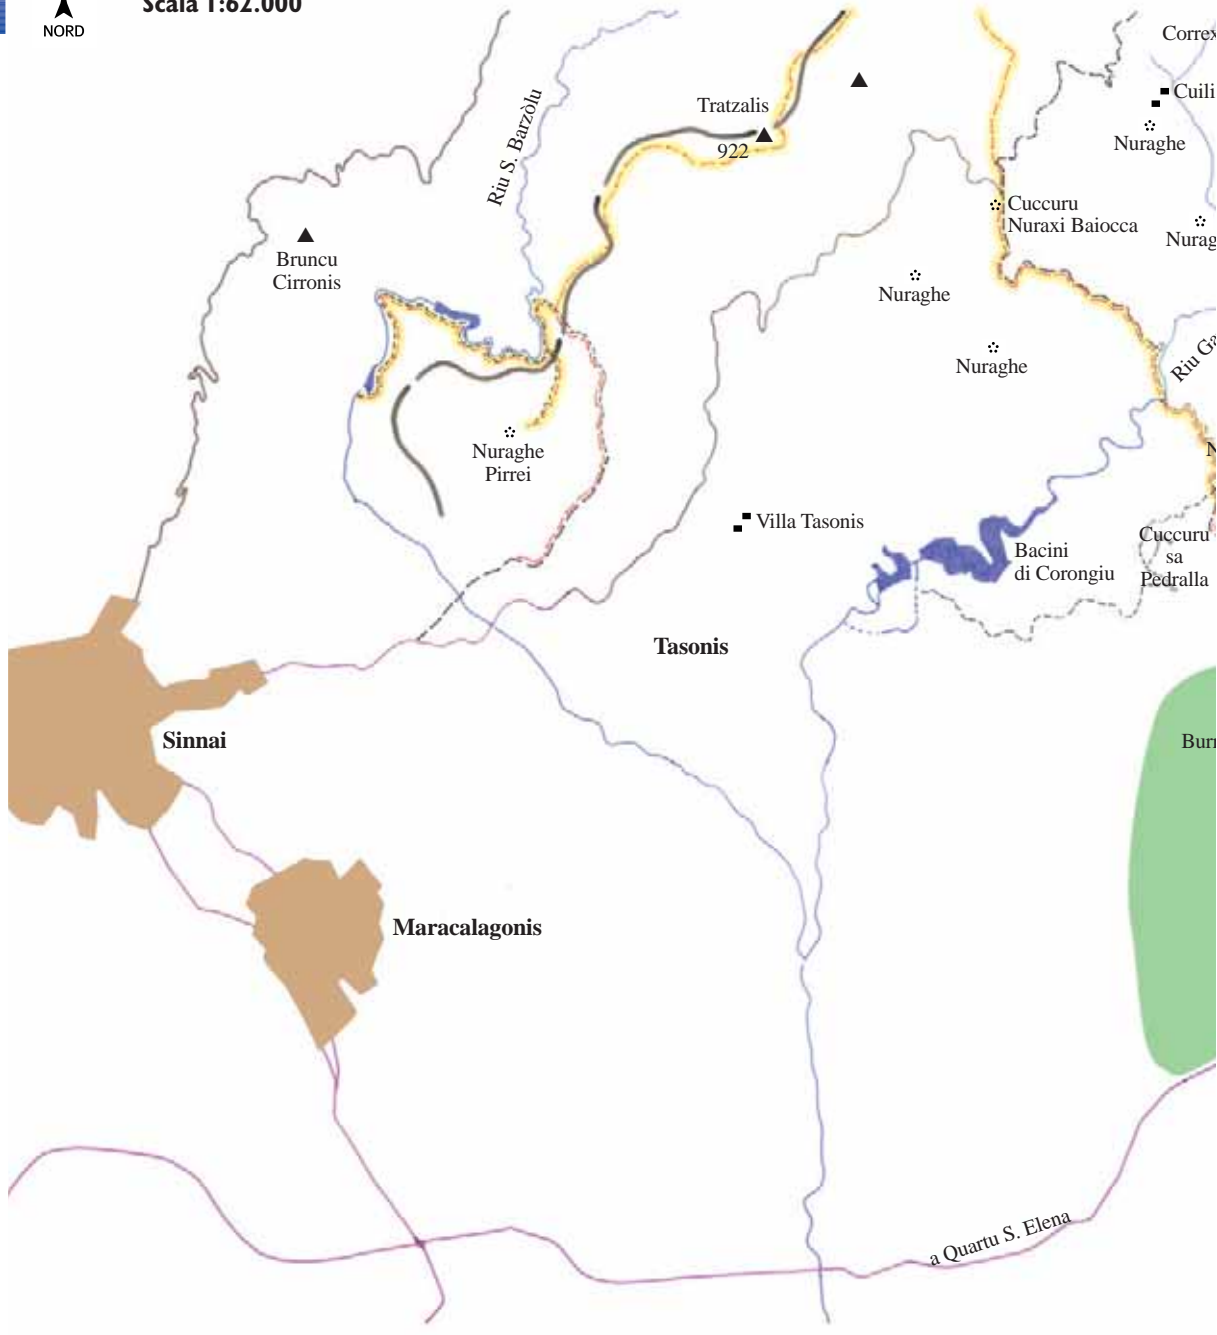 Scala 1:62.000
NORD
Riu S. Barzòlu
Tratzalis
922
Cuili
Nuraghe
Cuccuru
Nuraxi Baiocca
Bruncu
Cirronis
Nuraghe
Nuraghe
Nuraghe
Pirrei
Villa Tasonis
Bacini
di Corongiu
Cuccuru
sa
Pedralla
Tasonis
Sinnai
Maracalagonis
a Quartu S. Elena